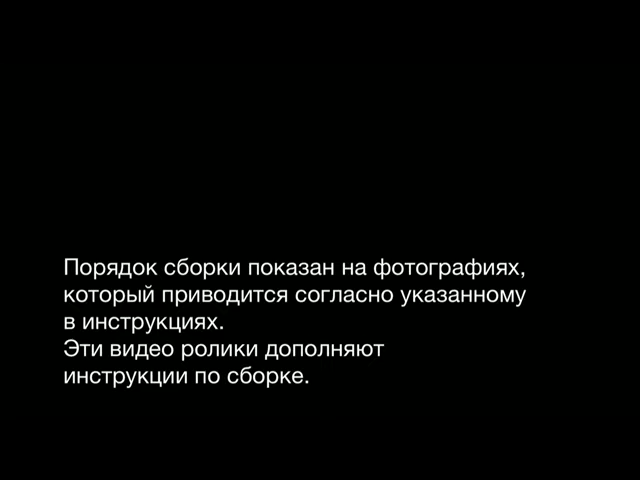 Порядок сборки показан на фотографиях,
который приводится согласно указанному
в инструкциях.
Эти видео ролики дополняют
инструкции по сборке.